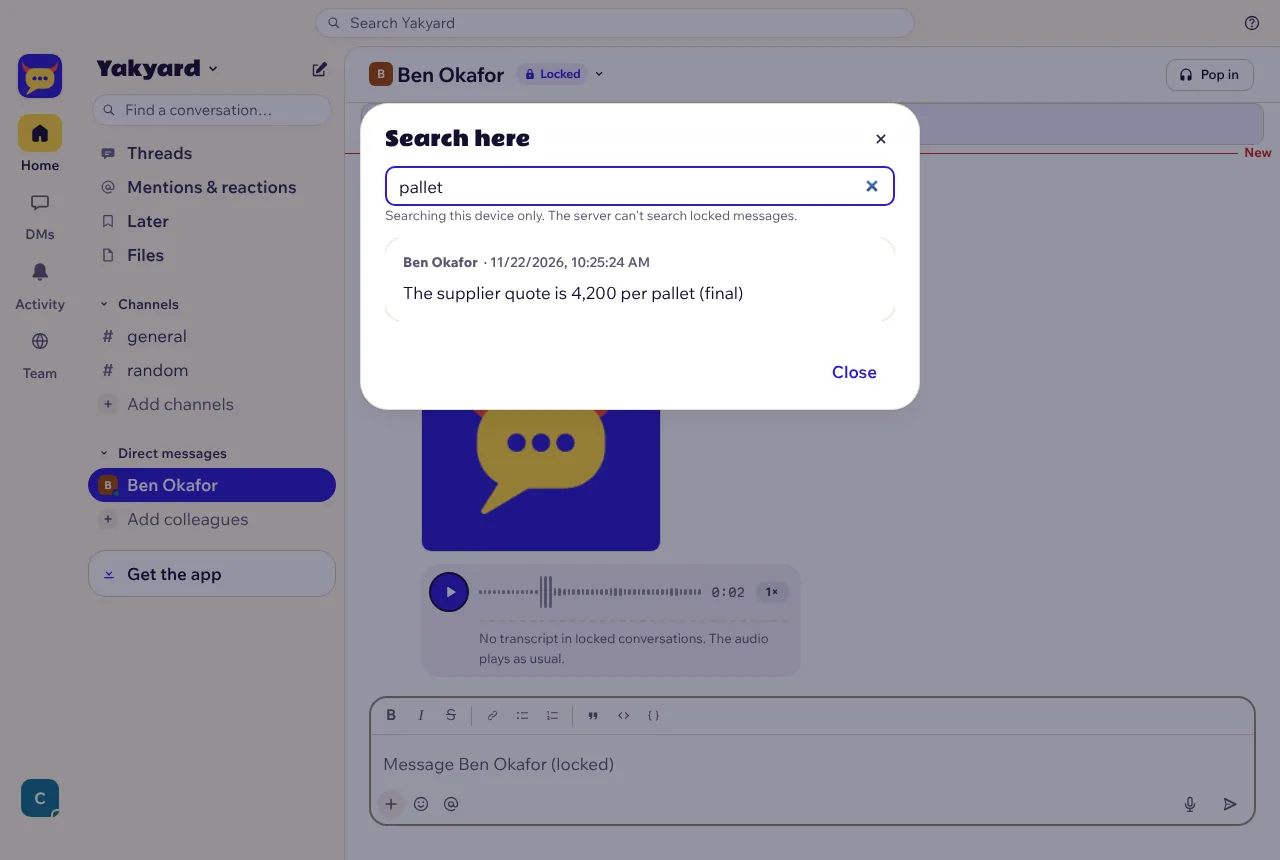 Search Yakyard
Yakyard
Find a conversation…
Home
Threads
Mentions & reactions
Later
Files
DMs
Activity
Team
Channels
# general
# random
+ Add channels
Direct messages
B Ben Okafor
+ Add colleagues
Get the app
C
B Ben Okafor Locked
Pop in
New
Search here
pallet
Searching this device only. The server can't search locked messages.
Ben Okafor · 11/22/2026, 10:25:24 AM
The supplier quote is 4,200 per pallet (final)
Close
0:02 1×
No transcript in locked conversations. The audio
plays as usual.
B I S
Message Ben Okafor (locked)